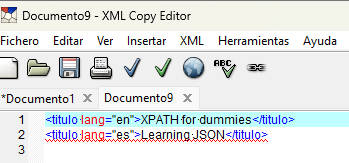 Documento9 - XML Copy Editor
Fichero Editar Ver Insertar XML Herramientas Ayuda
ABC
*Documento1 Documento9
1 <titulo lang="en">XPATH for dummies</titulo>
2 <titulo lang="es">Learning JSON</titulo>
3